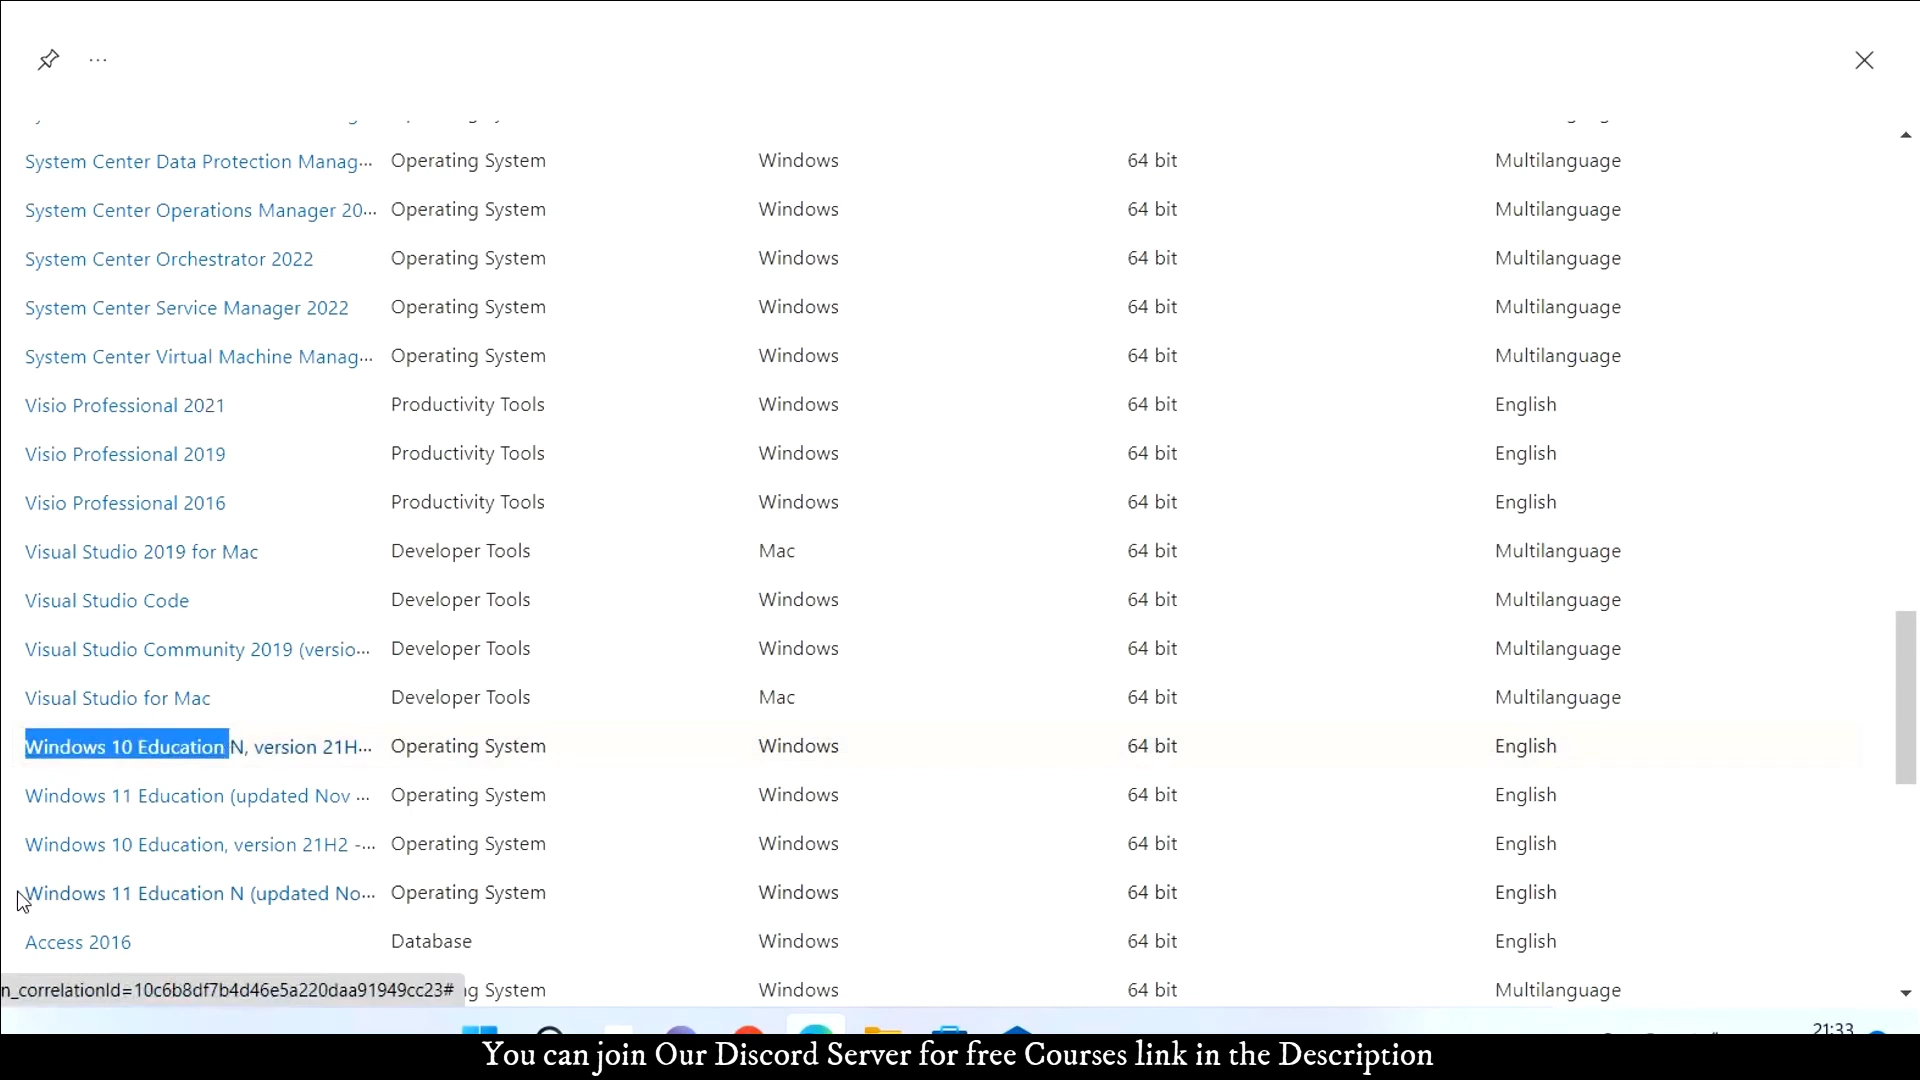 System Center Data Protection Manag... Operating System Windows 64 bit Multilanguage
System Center Operations Manager 20... Operating System Windows 64 bit Multilanguage
System Center Orchestrator 2022 Operating System Windows 64 bit Multilanguage
System Center Service Manager 2022 Operating System Windows 64 bit Multilanguage
System Center Virtual Machine Manag... Operating System Windows 64 bit Multilanguage
Visio Professional 2021 Productivity Tools Windows 64 bit English
Visio Professional 2019 Productivity Tools Windows 64 bit English
Visio Professional 2016 Productivity Tools Windows 64 bit English
Visual Studio 2019 for Mac Developer Tools Mac 64 bit Multilanguage
Visual Studio Code Developer Tools Windows 64 bit Multilanguage
Visual Studio Community 2019 (versio... Developer Tools Windows 64 bit Multilanguage
Visual Studio for Mac Developer Tools Mac 64 bit Multilanguage
Windows 10 Education N, version 21H... Operating System Windows 64 bit English
Windows 11 Education (updated Nov ... Operating System Windows 64 bit English
Windows 10 Education, version 21H2 -... Operating System Windows 64 bit English
Windows 11 Education N (updated No... Operating System Windows 64 bit English
Access 2016 Database Windows 64 bit English
n_correlationId=10c6b8df7b4d46e5a220daa91949cc23# ng System Windows 64 bit Multilanguage
21:33
You can join Our Discord Server for free Courses link in the Description